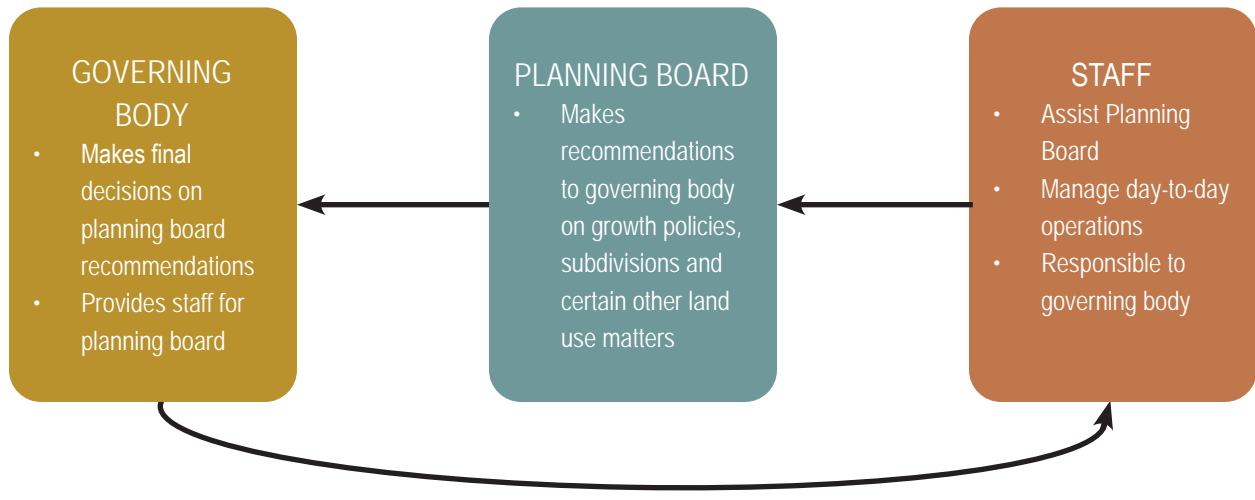 GOVERNING
BODY
• Makes final
decisions on
planning board
recommendations
• Provides staff for
planning board
PLANNING BOARD
• Makes
recommendations
to governing body
on growth policies,
subdivisions and
certain other land
use matters
STAFF
• Assist Planning
Board
• Manage day-to-day
operations
• Responsible to
governing body